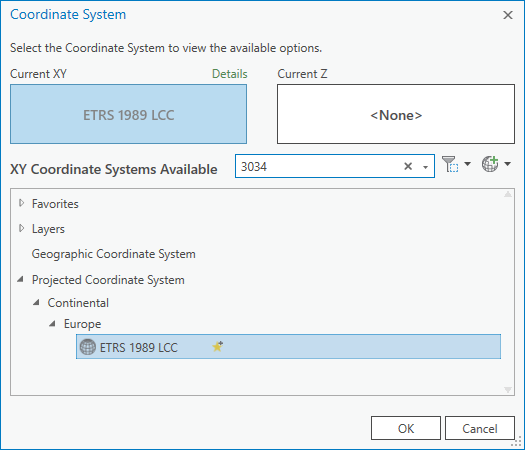 Coordinate System
Select the Coordinate System to view the available options.
Current XY Details Current Z
ETRS 1989 LCC <None>
XY Coordinate Systems Available 3034
Favorites
Layers
Geographic Coordinate System
Projected Coordinate System
Continental
Europe
ETRS 1989 LCC
OK Cancel